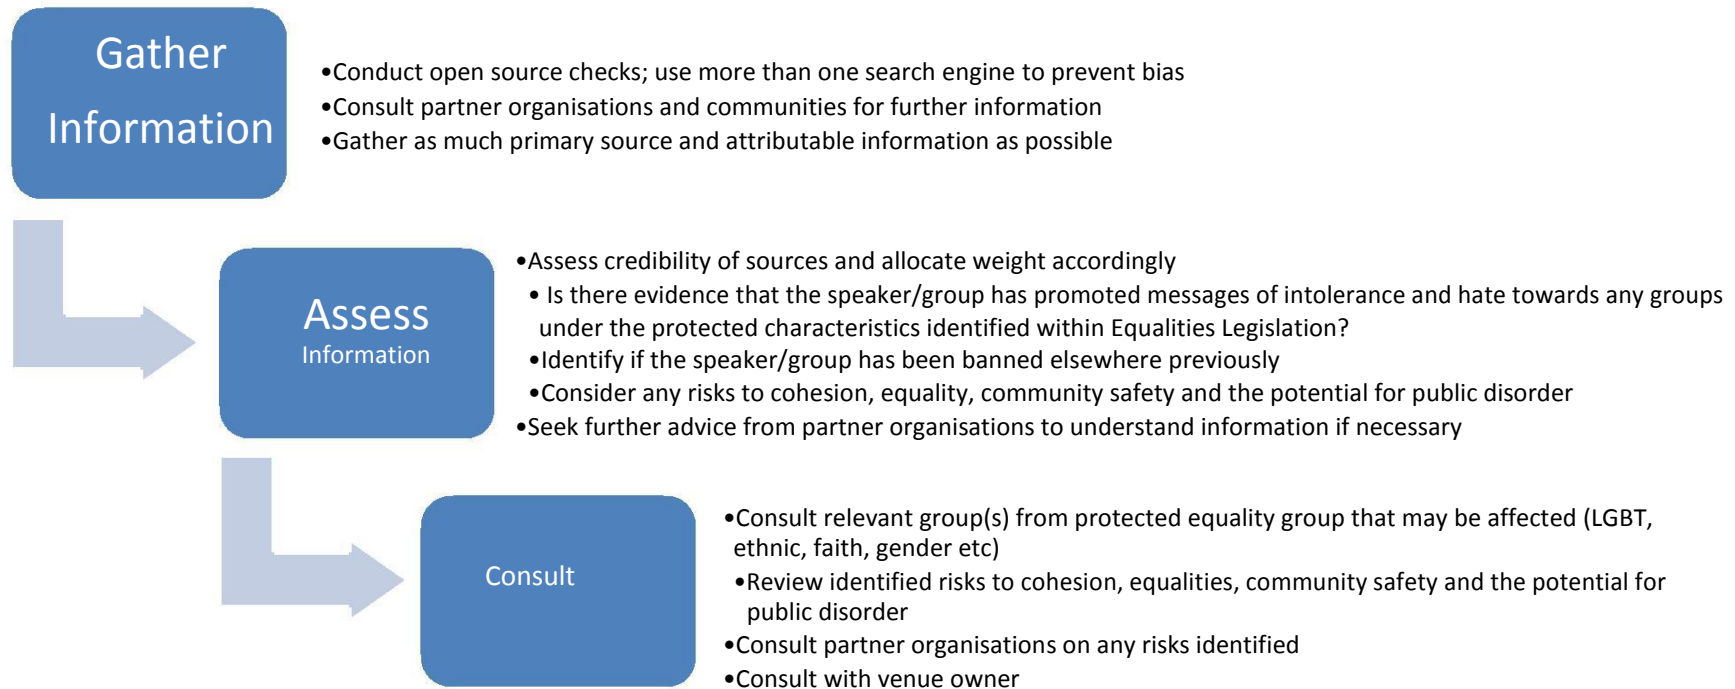 Gather
Information
•Conduct open source checks; use more than one search engine to prevent bias
•Consult partner organisations and communities for further information
•Gather as much primary source and attributable information as possible
Assess
Information
•Assess credibility of sources and allocate weight accordingly
• Is there evidence that the speaker/group has promoted messages of intolerance and hate towards any groups
under the protected characteristics identified within Equalities Legislation?
•Identify if the speaker/group has been banned elsewhere previously
•Consider any risks to cohesion, equality, community safety and the potential for public disorder
•Seek further advice from partner organisations to understand information if necessary
Consult
•Consult relevant group(s) from protected equality group that may be affected (LGBT,
ethnic, faith, gender etc)
•Review identified risks to cohesion, equalities, community safety and the potential for
public disorder
•Consult partner organisations on any risks identified
•Consult with venue owner